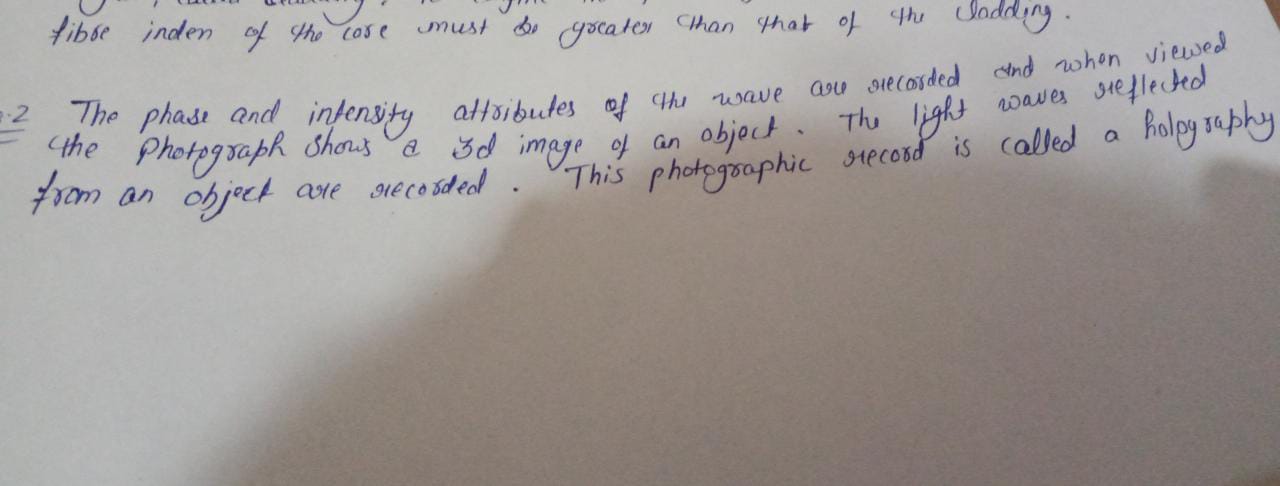 fibre inden of the core must be greater than that of the cladding.
.2 The phase and intensity attributes of the wave are recorded and when viewed
the photograph shows a 3d image of an object. The light waves reflected
from an object are recorded. This photographic record is called a holpgraphy